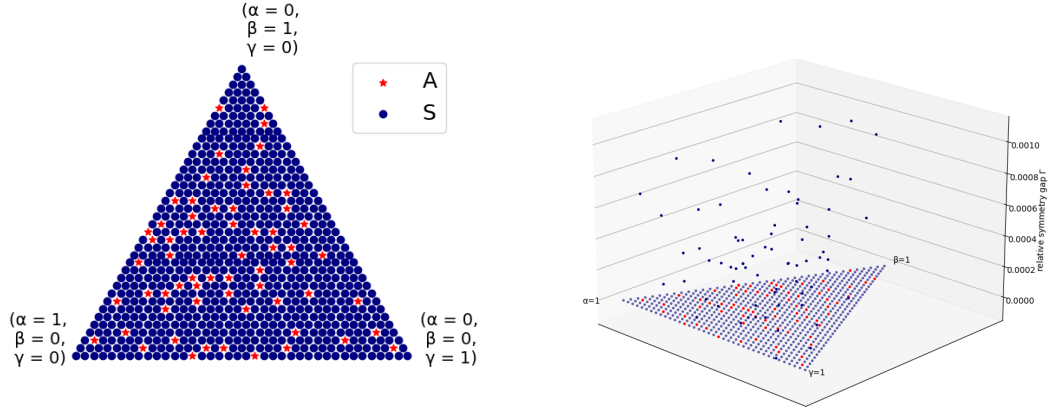 (α = 0,
β = 1,
γ = 0)
A
S
(α = 1,
β = 0,
γ = 0)
(α = 0,
β = 0,
γ = 1)
0.0010
0.0008
0.0006
0.0004
0.0002
0.0000
relative symmetry gap Γ
α=1
β=1
γ=1